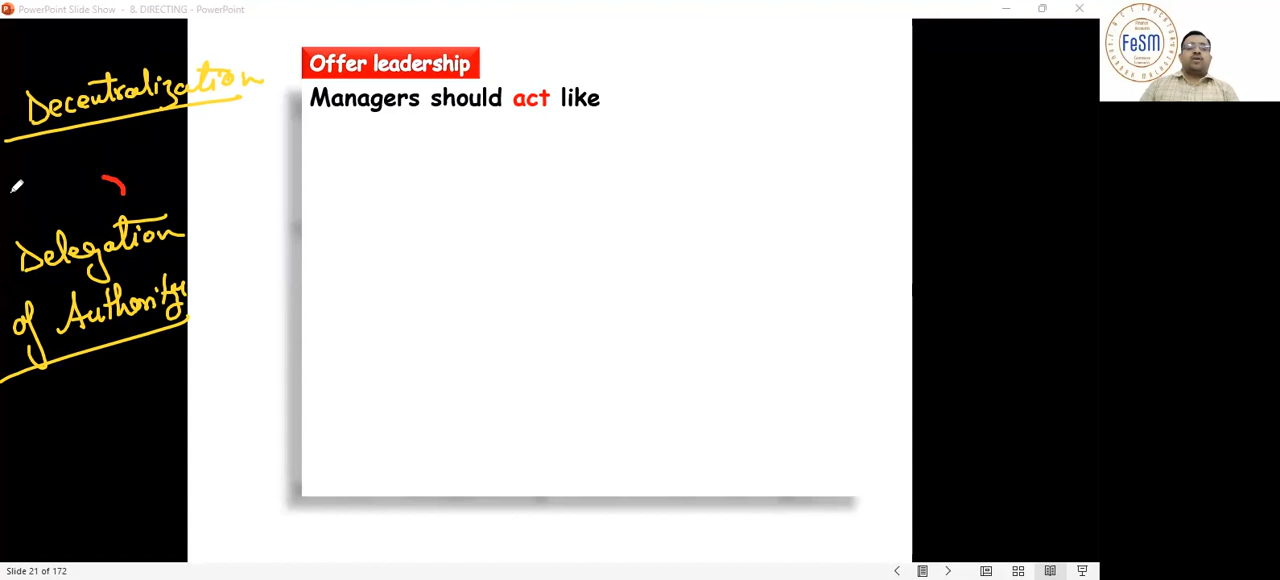 PowerPoint Slide Show - 8. DIRECTING - PowerPoint
Offer leadership
Managers should act like
Decentralization
Delegation
of Authority
FeSM
Slide 21 of 172